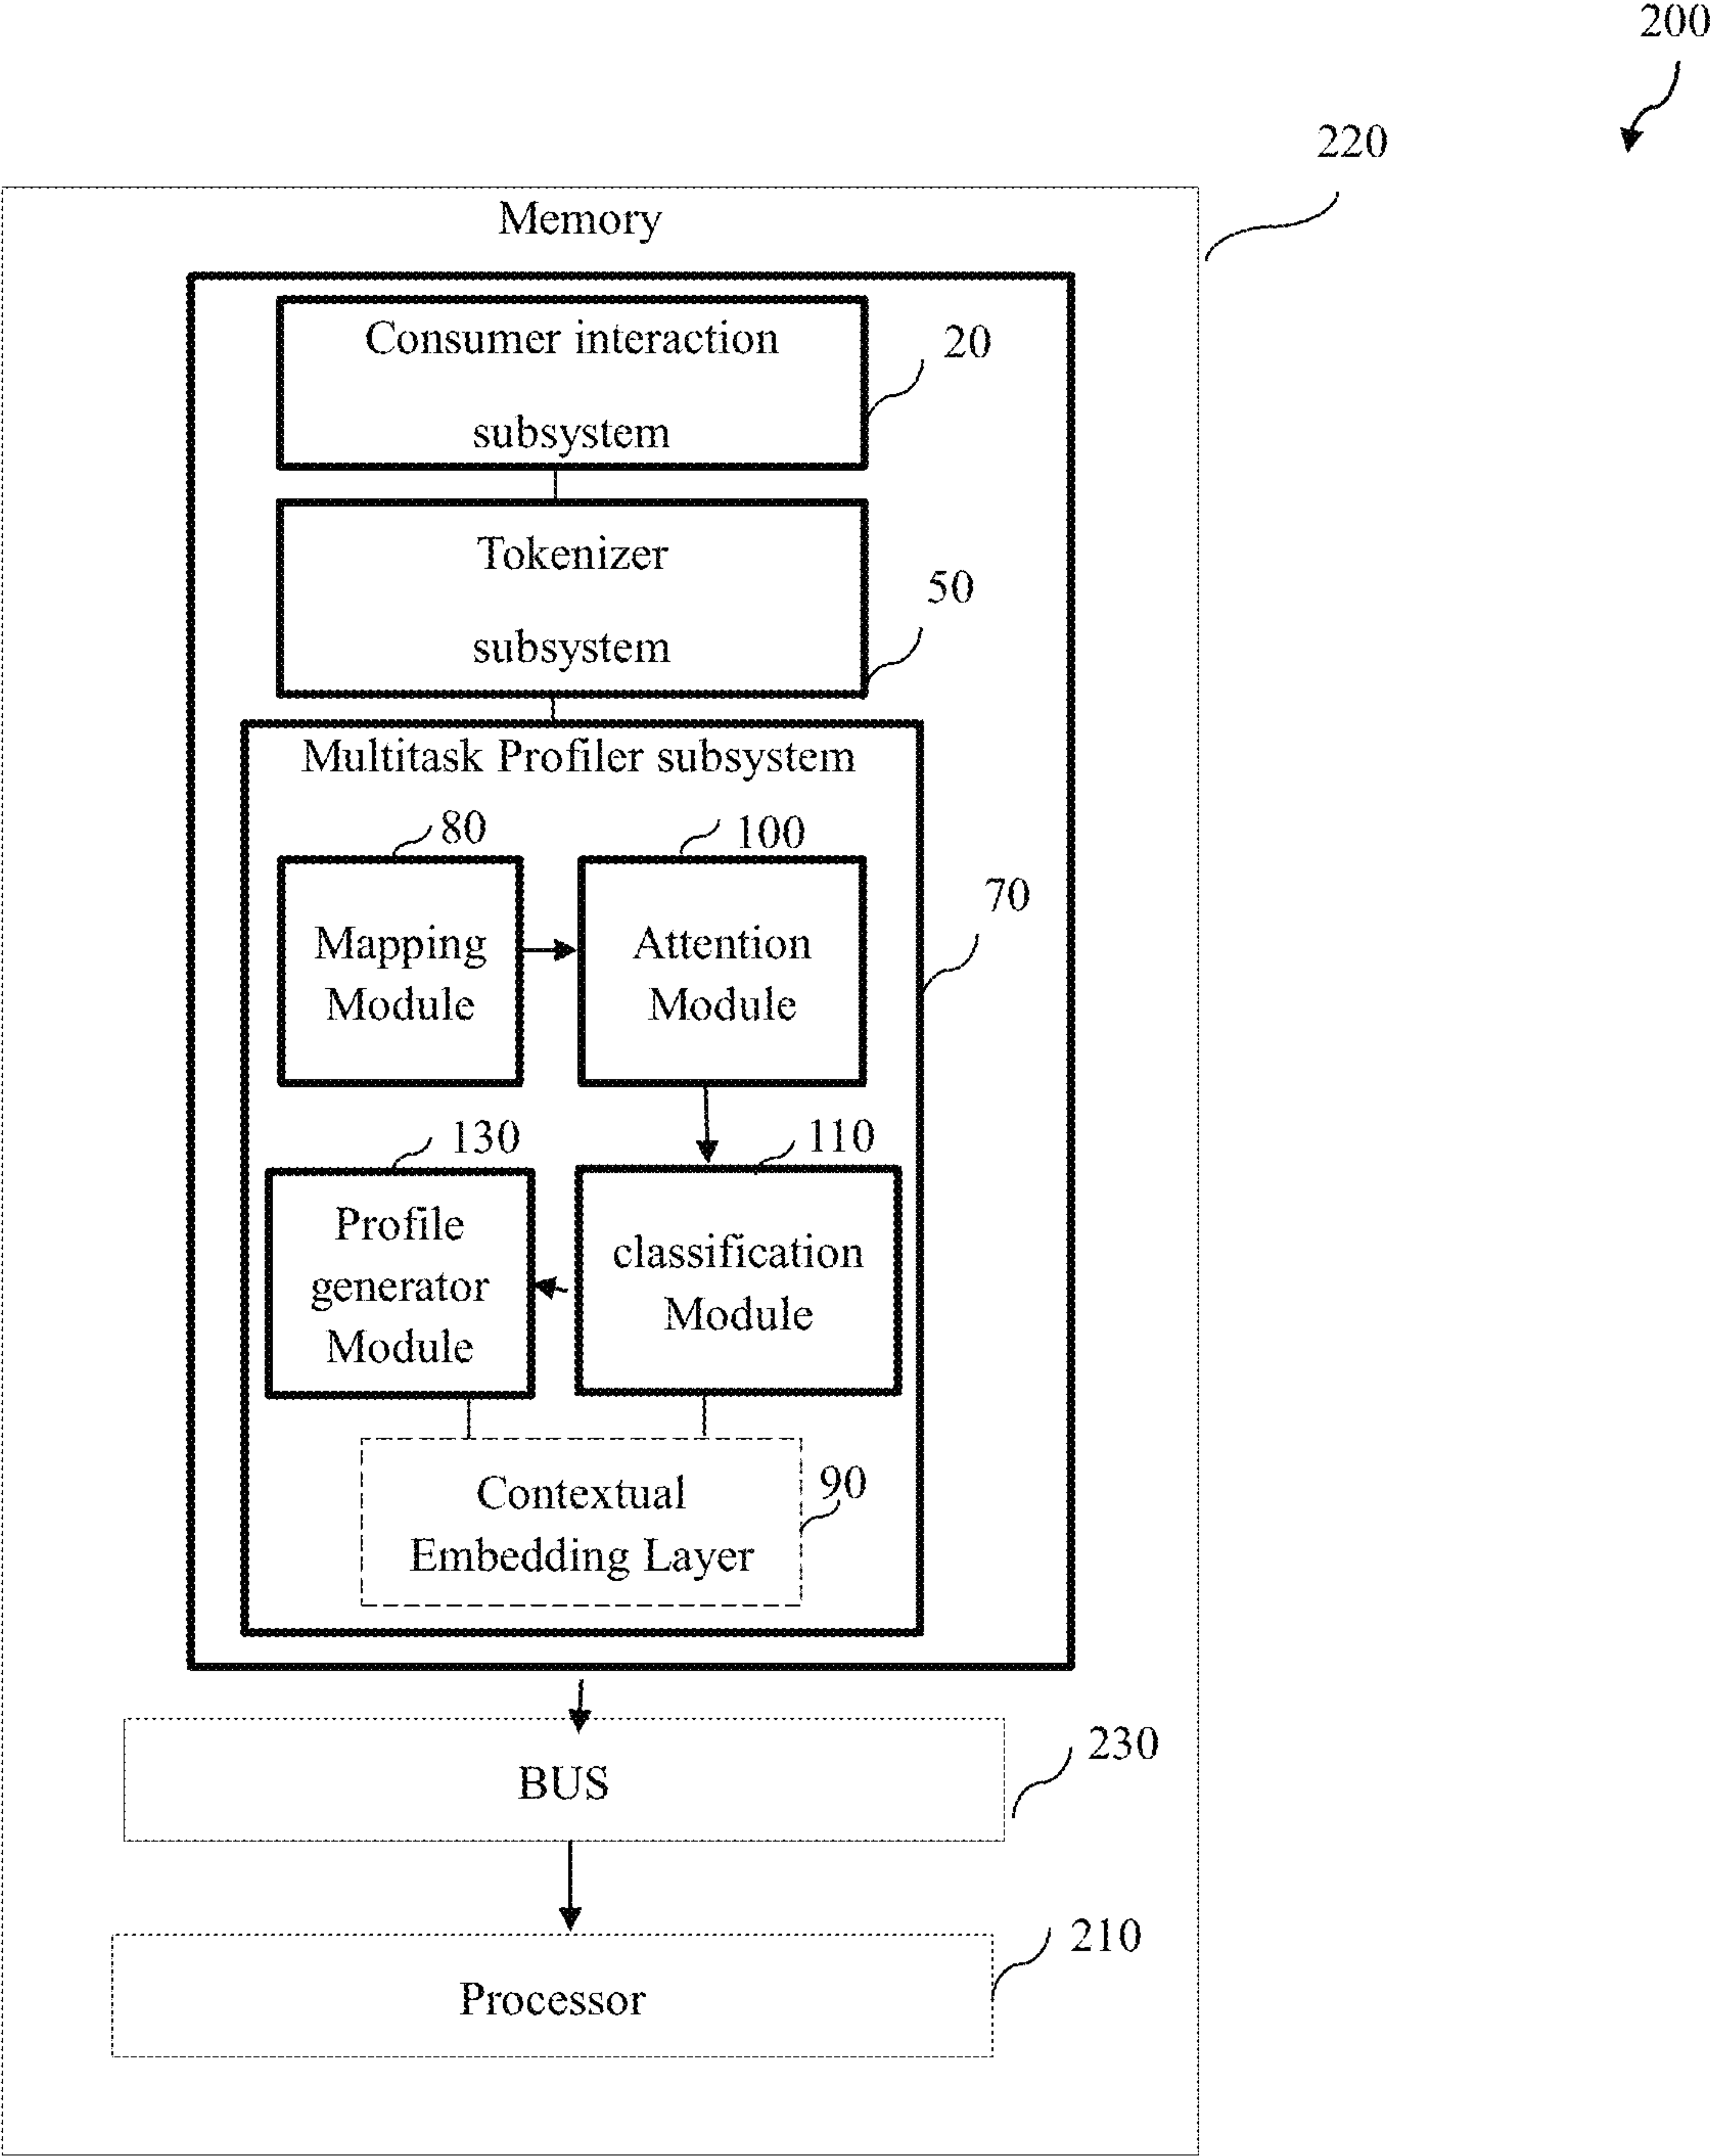 200
220
Memory
Consumer interaction
subsystem
20
Tokenizer
subsystem
50
Multitask Profiler subsystem
80
100
Mapping
Module
Attention
Module
70
130
110
Profile
generator
Module
classification
Module
Contextual
Embedding Layer
90
BUS
230
Processor
210